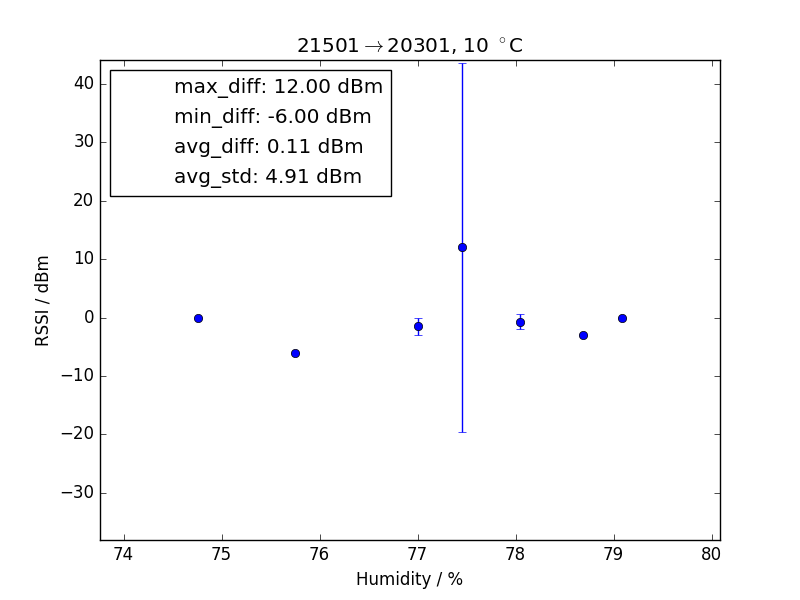 21501→20301, 10 °C
max_diff: 12.00 dBm
min_diff: -6.00 dBm
avg_diff: 0.11 dBm
avg_std: 4.91 dBm
40
30
20
10
0
−10
−20
−30
RSSI / dBm
74 75 76 77 78 79 80
Humidity / %